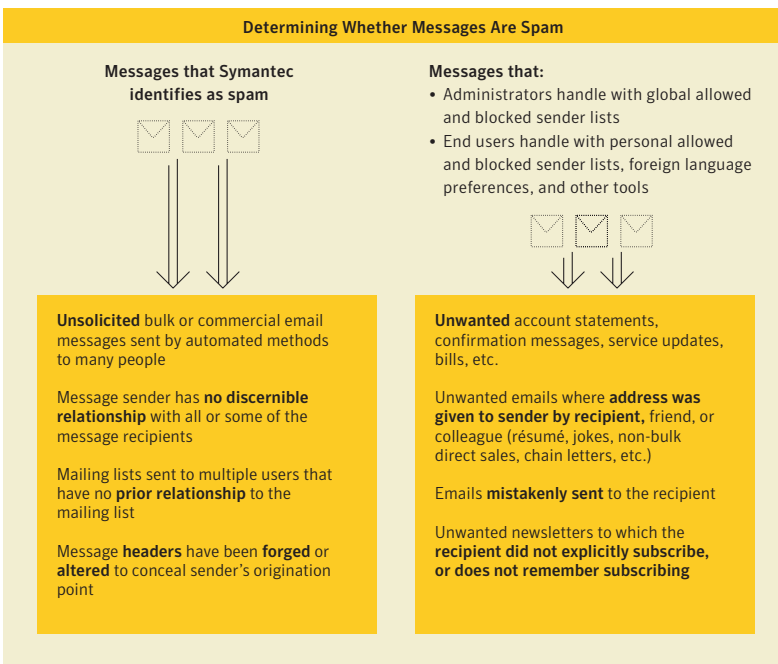 Determining Whether Messages Are Spam
Messages that Symantec
identifies as spam
Unsolicited bulk or commercial email
messages sent by automated methods
to many people
Message sender has no discernible
relationship with all or some of the
message recipients
Mailing lists sent to multiple users that
have no prior relationship to the
mailing list
Message headers have been forged or
altered to conceal sender's origination
point
Messages that:
• Administrators handle with global allowed
and blocked sender lists
• End users handle with personal allowed
and blocked sender lists, foreign language
preferences, and other tools
Unwanted account statements,
confirmation messages, service updates,
bills, etc.
Unwanted emails where address was
given to sender by recipient, friend, or
colleague (résumé, jokes, non-bulk
direct sales, chain letters, etc.)
Emails mistakenly sent to the recipient
Unwanted newsletters to which the
recipient did not explicitly subscribe,
or does not remember subscribing